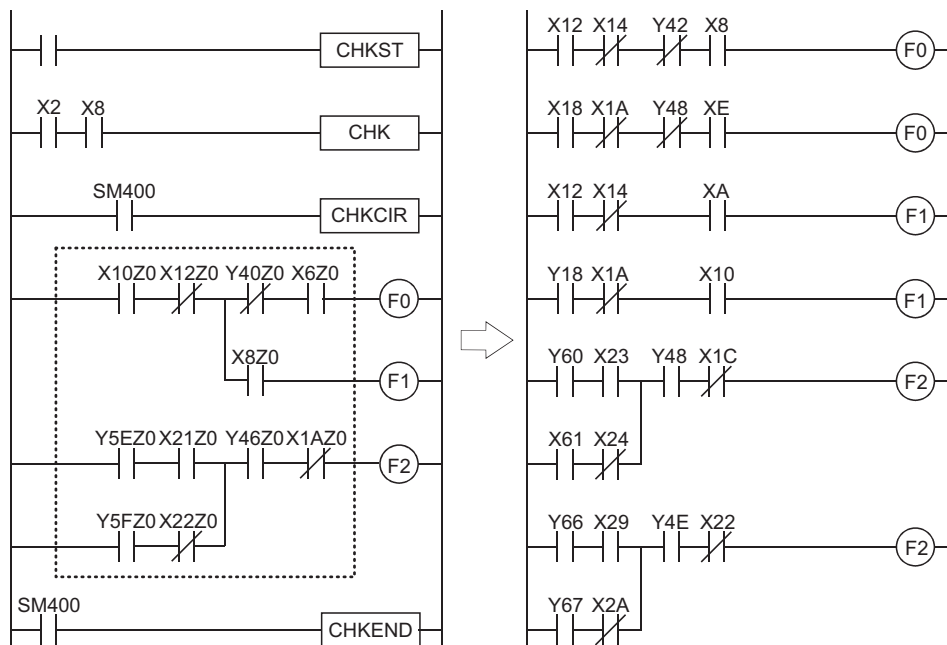 CHKST
X2 X8
CHK
SM400
CHKCIR
X10Z0 X12Z0 Y40Z0 X6Z0
F0
X8Z0
F1
Y5EZ0 X21Z0 Y46Z0 X1AZ0
F2
Y5FZ0 X22Z0
SM400
CHKEND
X12 X14 Y42 X8
F0
X18 X1A Y48 XE
F0
X12 X14 XA
F1
Y18 X1A X10
F1
Y60 X23 Y48 X1C
F2
X61 X24
Y66 X29 Y4E X22
F2
Y67 X2A